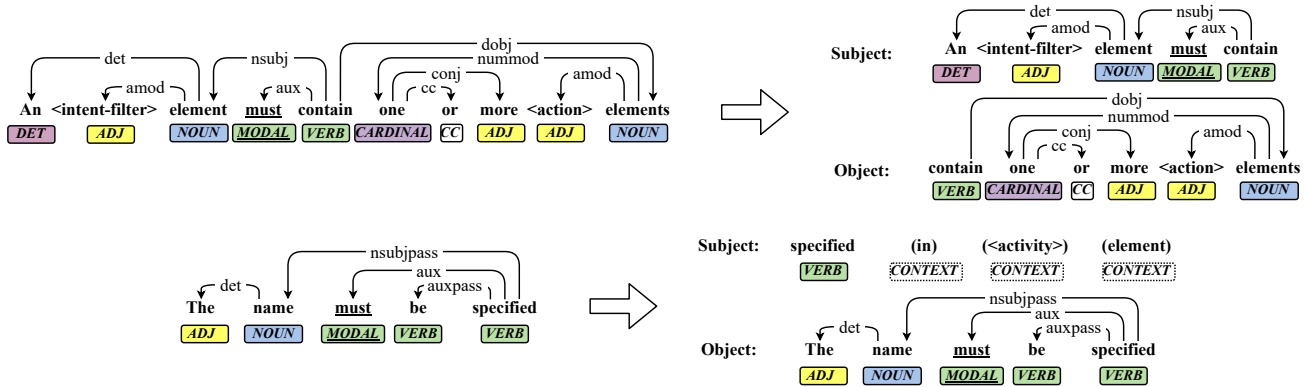 det nsubj dobj
nummod
amod aux conj cc amod
An <intent-filter> element must contain one or more <action> elements
DET ADJ NOUN MODAL VERB CARDINAL CC ADJ ADJ NOUN
det nsubj
amod aux
Subject: An <intent-filter> element must contain
DET ADJ NOUN MODAL VERB
dobj
nummod
conj
cc amod
Object: contain one or more <action> elements
VERB CARDINAL CC ADJ ADJ NOUN
nsubjpass
aux
det auxpass
The name must be specified
ADJ NOUN MODAL VERB VERB
Subject: specified (in) (<activity>) (element)
VERB CONTEXT CONTEXT CONTEXT
nsubjpass
aux
det auxpass
Object: The name must be specified
ADJ NOUN MODAL VERB VERB